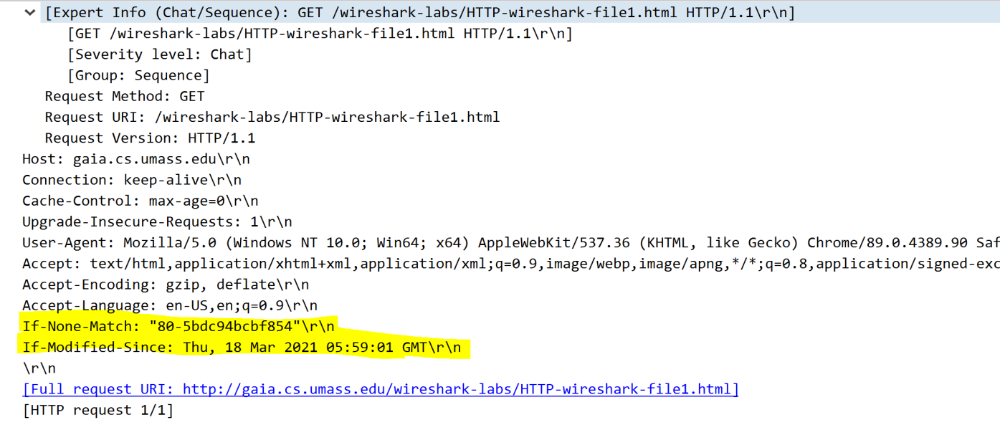 [Expert Info (Chat/Sequence): GET /wireshark-labs/HTTP-wireshark-file1.html HTTP/1.1\r\n]
[GET /wireshark-labs/HTTP-wireshark-file1.html HTTP/1.1\r\n]
[Severity level: Chat]
[Group: Sequence]
Request Method: GET
Request URI: /wireshark-labs/HTTP-wireshark-file1.html
Request Version: HTTP/1.1
Host: gaia.cs.umass.edu\r\n
Connection: keep-alive\r\n
Cache-Control: max-age=0\r\n
Upgrade-Insecure-Requests: 1\r\n
User-Agent: Mozilla/5.0 (Windows NT 10.0; Win64; x64) AppleWebKit/537.36 (KHTML, like Gecko) Chrome/89.0.4389.90 Saf
Accept: text/html,application/xhtml+xml,application/xml;q=0.9,image/webp,image/apng,*/*;q=0.8,application/signed-exc
Accept-Encoding: gzip, deflate\r\n
Accept-Language: en-US,en;q=0.9\r\n
If-None-Match: "80-5bdc94bcbf854"\r\n
If-Modified-Since: Thu, 18 Mar 2021 05:59:01 GMT\r\n
\r\n
[Full request URI: http://gaia.cs.umass.edu/wireshark-labs/HTTP-wireshark-file1.html]
[HTTP request 1/1]